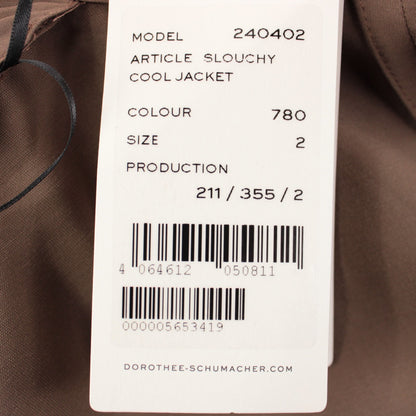 MODEL 240402
ARTICLE SLOUCHY
COOL JACKET
COLOUR 780
SIZE 2
PRODUCTION
211 / 355 / 2
4 064612 050811
000005653419
DOROTHEE-SCHUMACHER.COM